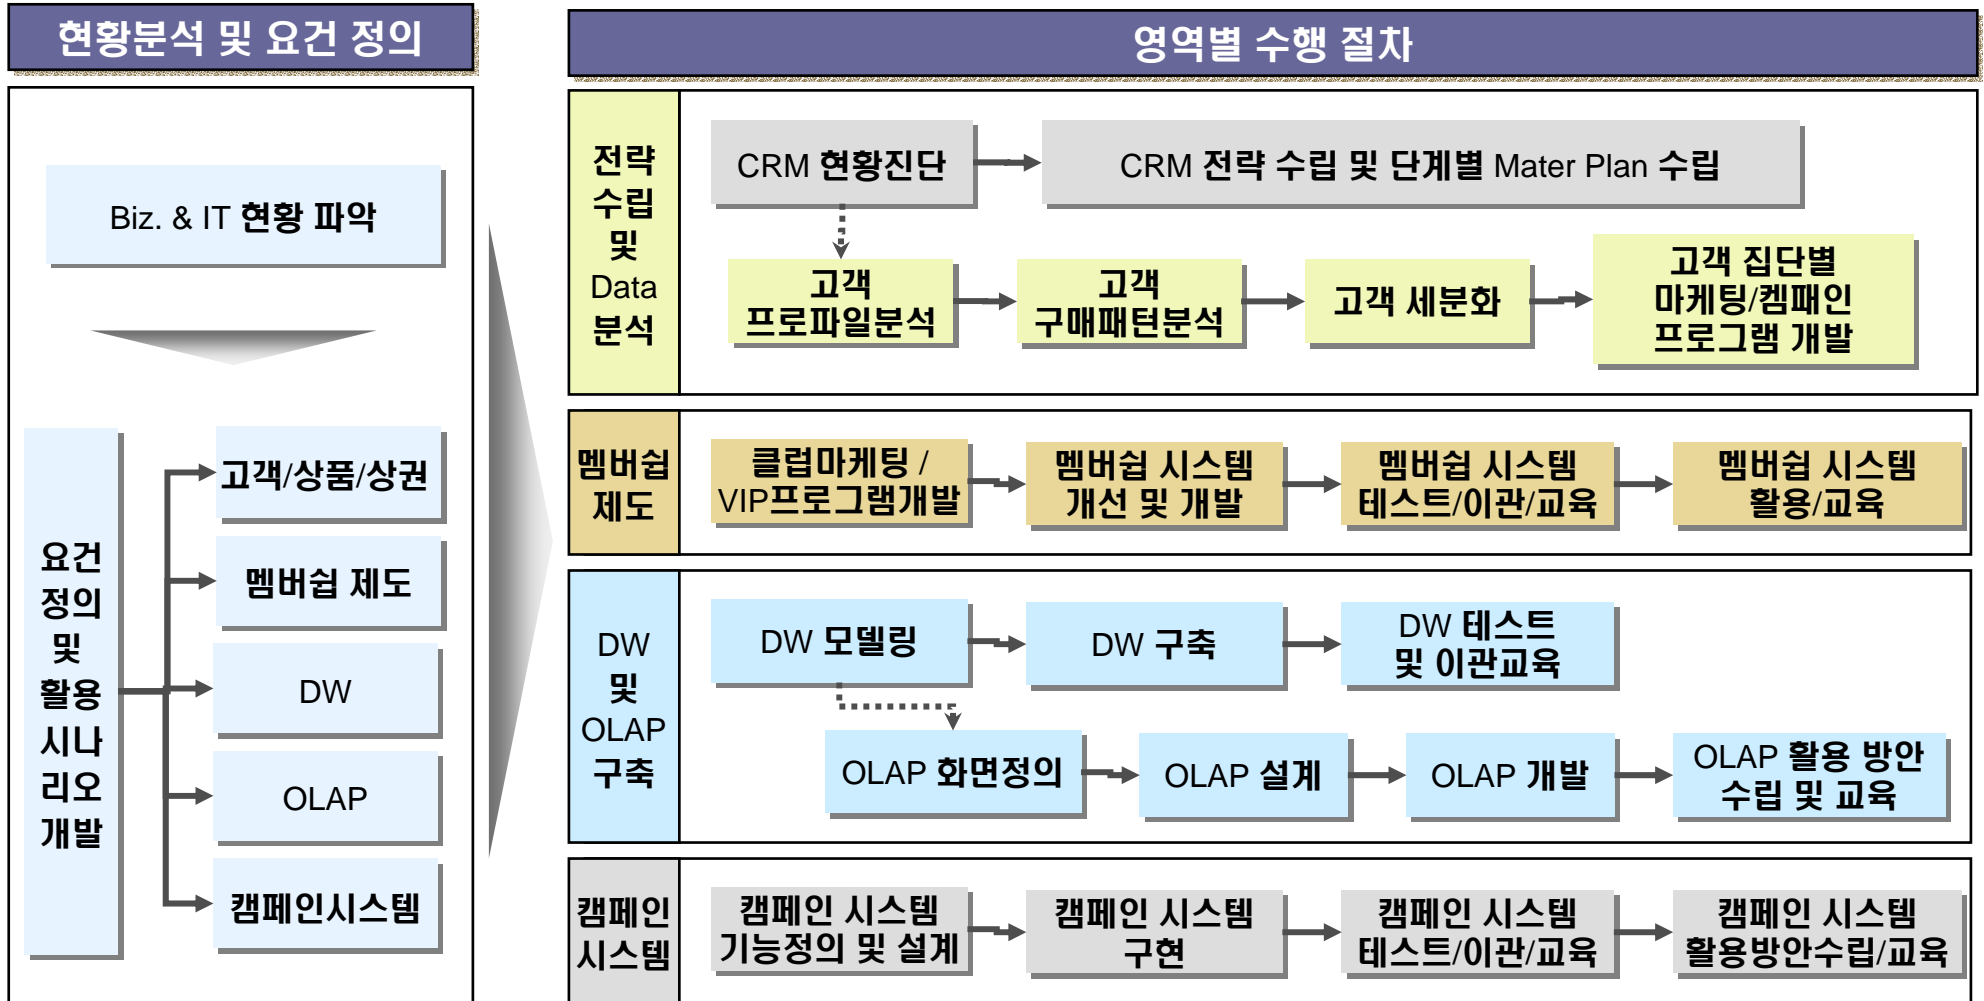 현황분석 및 요건 정의
Biz. & IT 현황 파악
요건
정의
및
활용
시나
리오
개발
고객/상품/상권
멤버쉽 제도
DW
OLAP
캠페인시스템
영역별 수행 절차
전략
수립
및
Data
분석
CRM 현황진단
CRM 전략 수립 및 단계별 Mater Plan 수립
고객
프로파일분석
고객
구매패턴분석
고객 세분화
고객 집단별
마케팅/켐패인
프로그램 개발
멤버쉽
제도
클럽마케팅 /
VIP프로그램개발
멤버쉽 시스템
개선 및 개발
멤버쉽 시스템
테스트/이관/교육
멤버쉽 시스템
활용/교육
DW
및
OLAP
구축
DW 모델링
DW 구축
DW 테스트
및 이관교육
OLAP 화면정의
OLAP 설계
OLAP 개발
OLAP 활용 방안
수립 및 교육
캠페인
시스템
캠페인 시스템
기능정의 및 설계
캠페인 시스템
구현
캠페인 시스템
테스트/이관/교육
캠페인 시스템
활용방안수립/교육